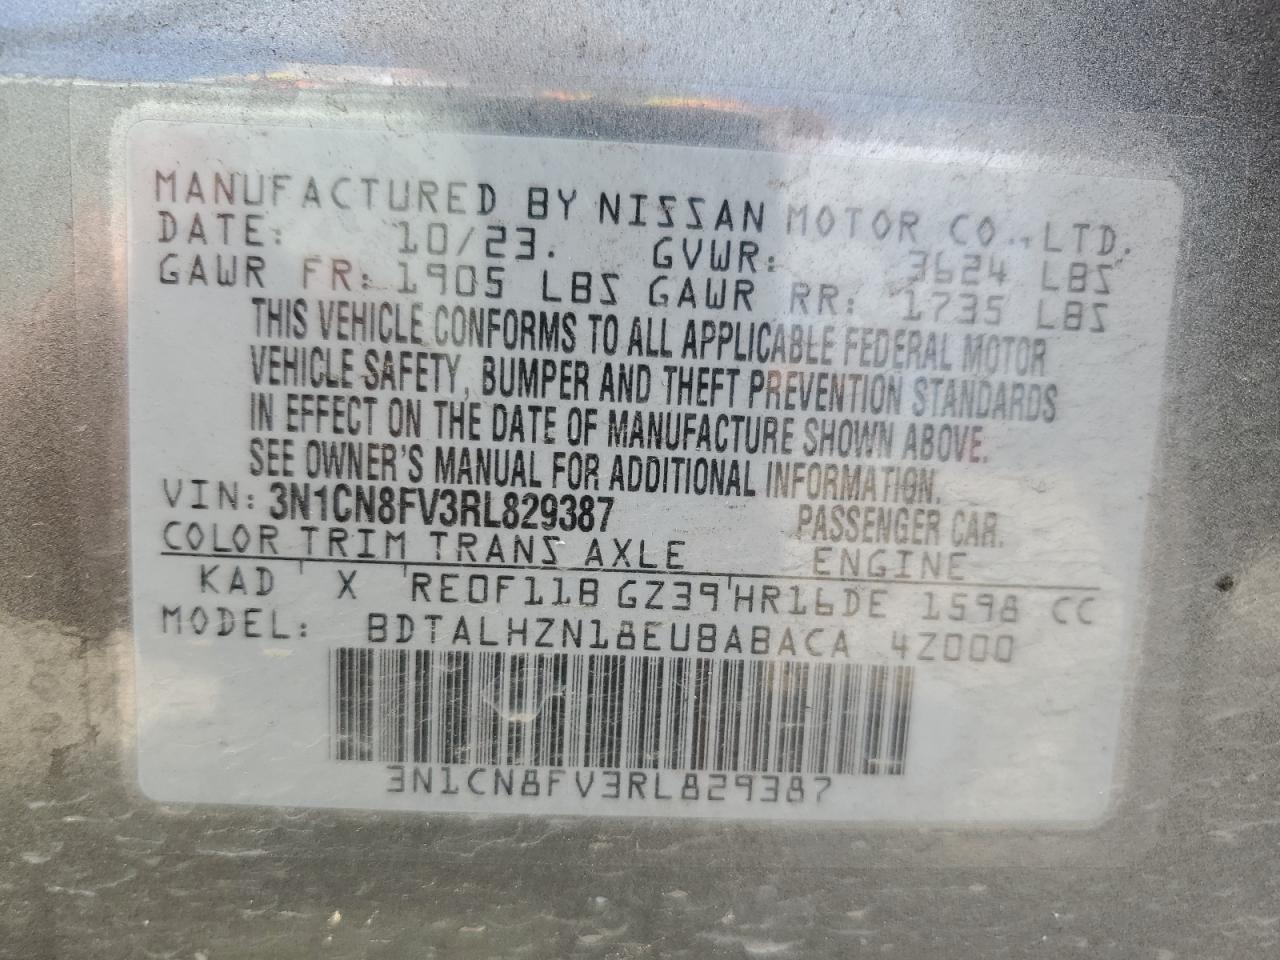 MANUFACTURED BY NISSAN MOTOR CO., LTD.
DATE: 10/23. GVWR: 3624 LBS
GAWR FR: 1905 LBS GAWR RR: 1735 LBS
THIS VEHICLE CONFORMS TO ALL APPLICABLE FEDERAL MOTOR
VEHICLE SAFETY, BUMPER AND THEFT PREVENTION STANDARDS
IN EFFECT ON THE DATE OF MANUFACTURE SHOWN ABOVE.
SEE OWNER'S MANUAL FOR ADDITIONAL INFORMATION.
VIN: 3N1CN8FV3RL829387 PASSENGER CAR.
COLOR TRIM TRANS AXLE ENGINE
KAD X RE0F11B GZ39 HR16DE 1598 CC
MODEL: BDTALHZN18EUBABACA 4Z000
3N1CN8FV3RL829387